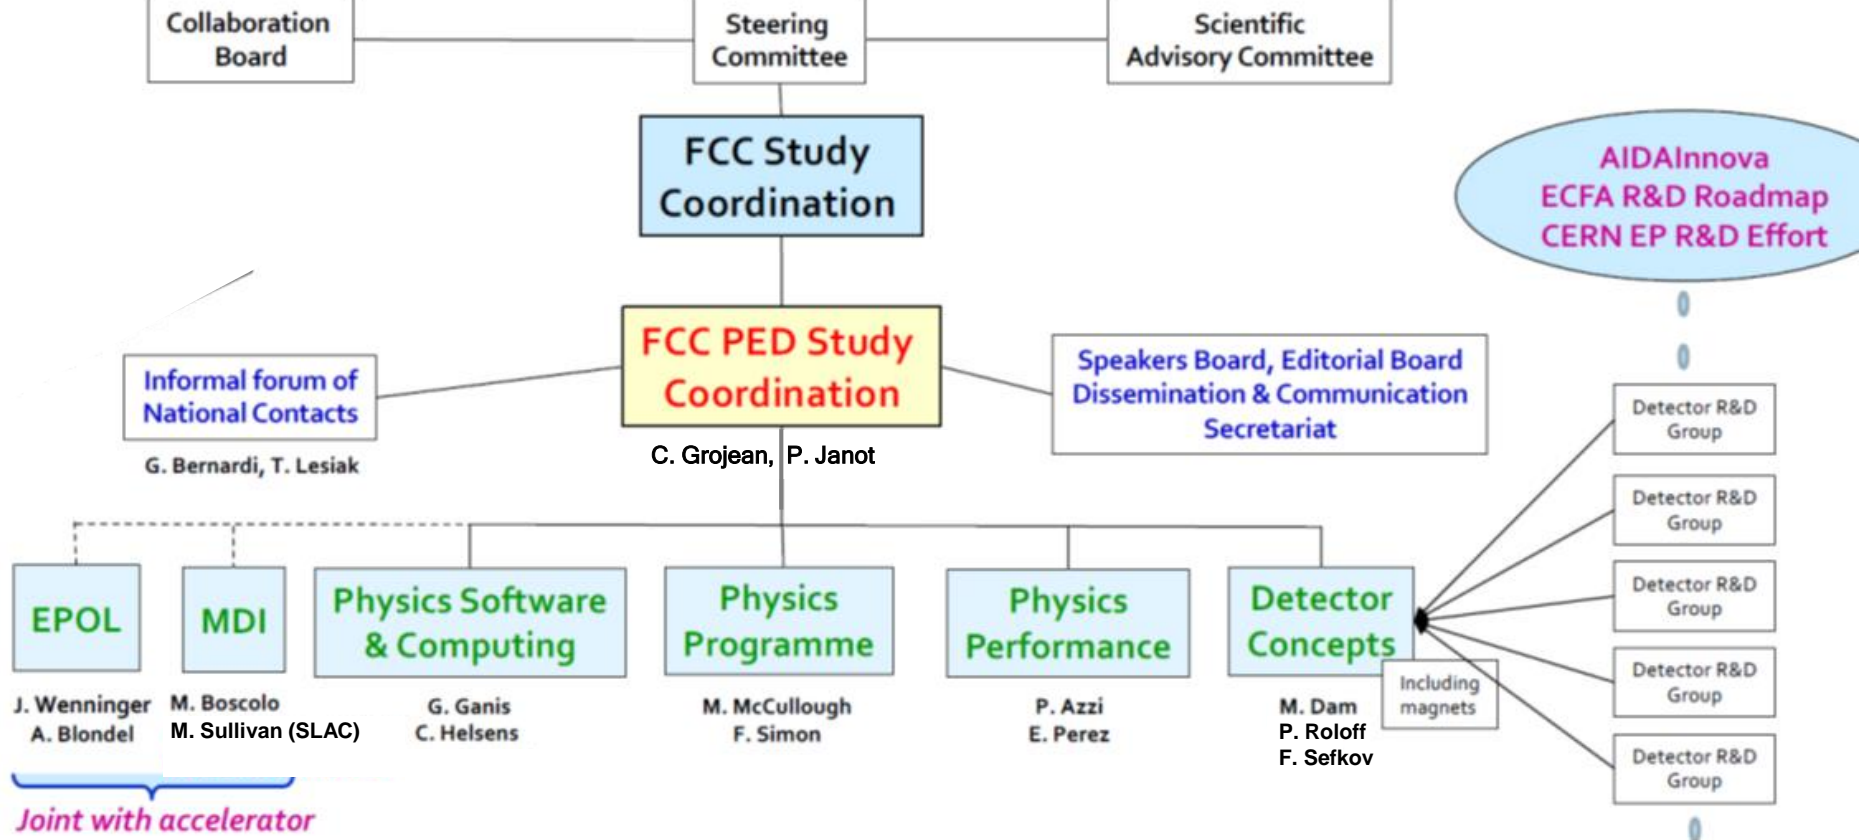 Collaboration
Board
Steering
Committee
Scientific
Advisory Committee
FCC Study
Coordination
AIDAInnova
ECFA R&D Roadmap
CERN EP R&D Effort
FCC PED Study
Coordination
C. Grojean, P. Janot
Informal forum of
National Contacts
G. Bernardi, T. Lesiak
Speakers Board, Editorial Board
Dissemination & Communication
Secretariat
Detector R&D
Group
Detector R&D
Group
Detector R&D
Group
Detector R&D
Group
Detector R&D
Group
EPOL
J. Wenninger
A. Blondel
MDI
M. Boscolo
M. Sullivan (SLAC)
Physics Software
& Computing
G. Ganis
C. Helsens
Physics
Programme
M. McCullough
F. Simon
Physics
Performance
P. Azzi
E. Perez
Detector
Concepts
Including
magnets
M. Dam
P. Roloff
F. Sefkov
Joint with accelerator